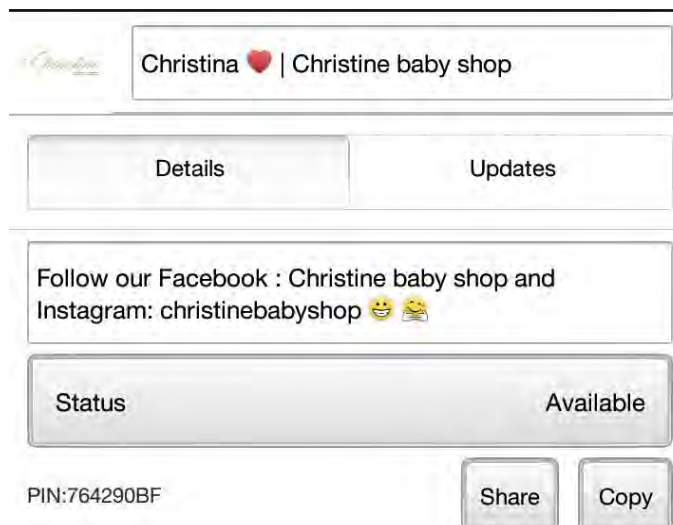 Christina ❤ | Christine baby shop
Details
Updates
Follow our Facebook : Christine baby shop and
Instagram: christinebabyshop 😀 🤗
Status
Available
PIN:764290BF
Share
Copy